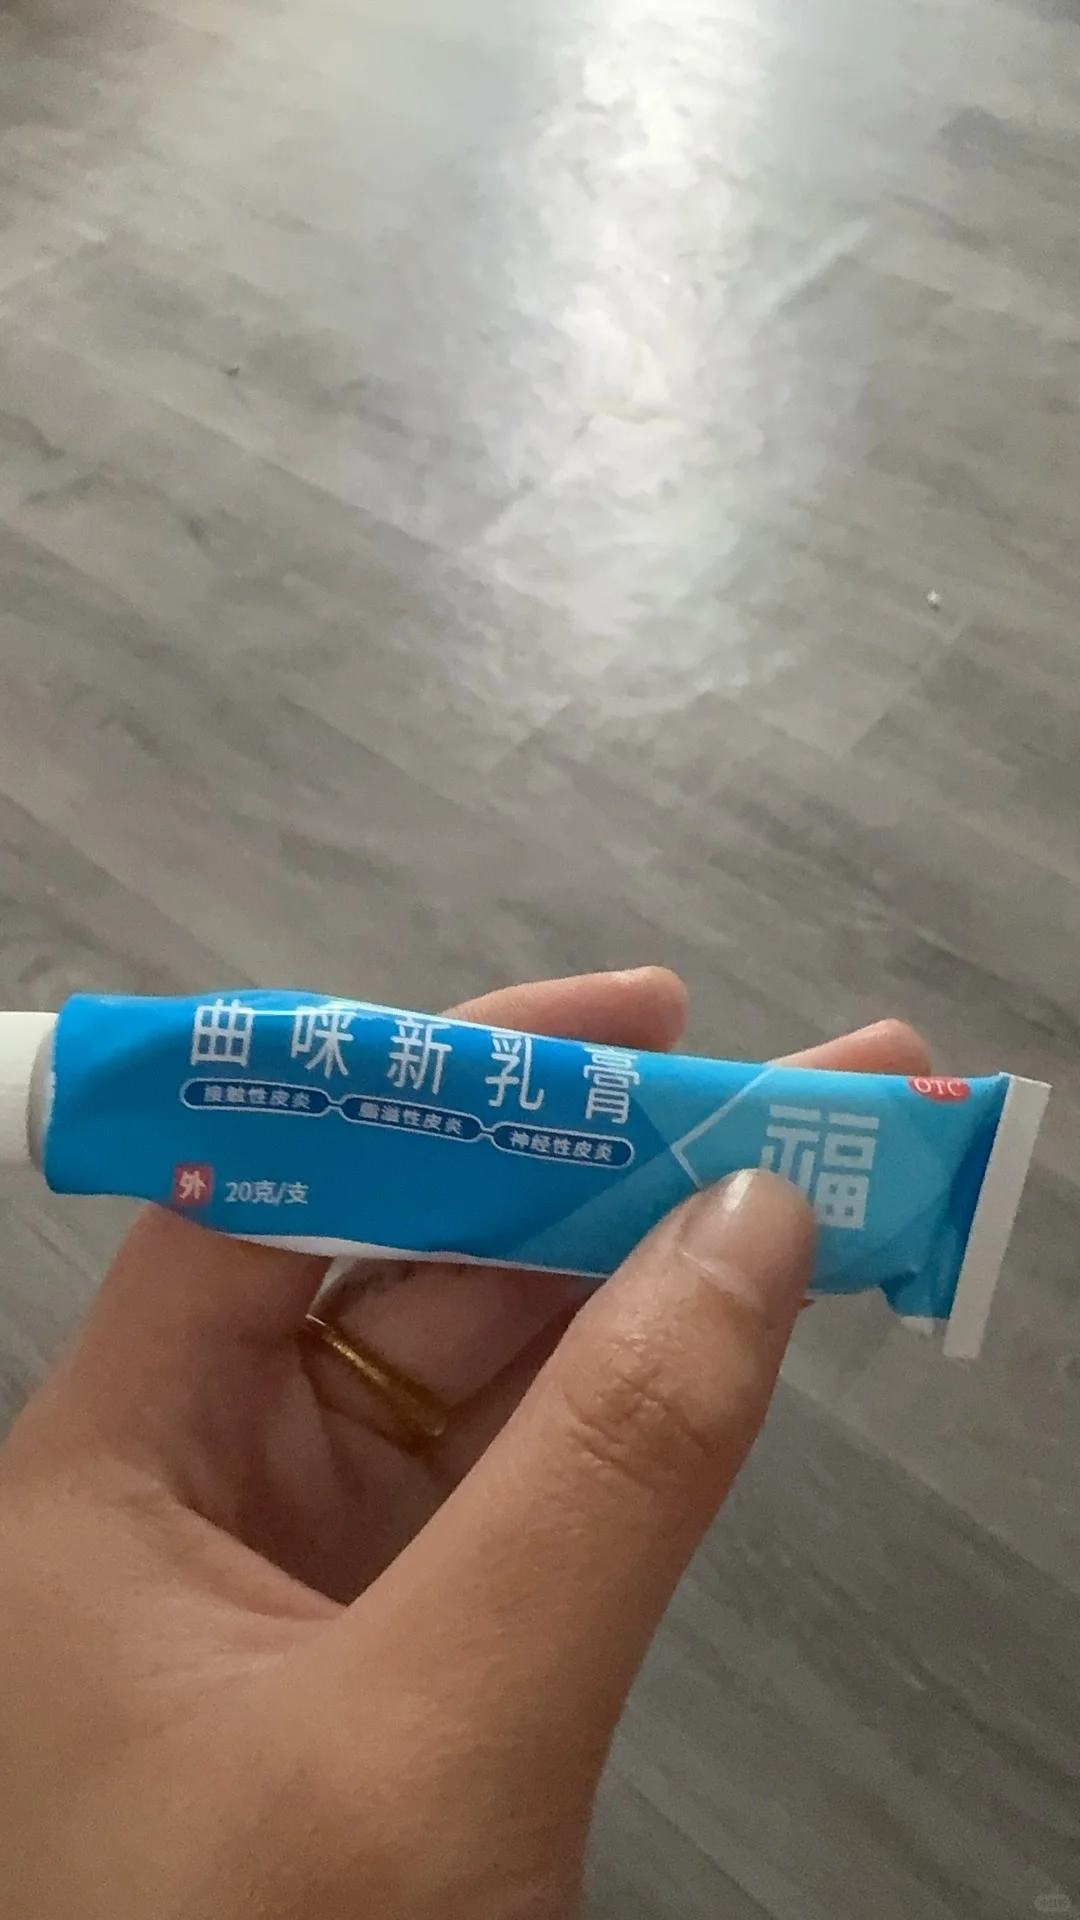 曲咪新乳膏
接触性皮炎 脂溢性皮炎 神经性皮炎
外 20克/支
OTC
福